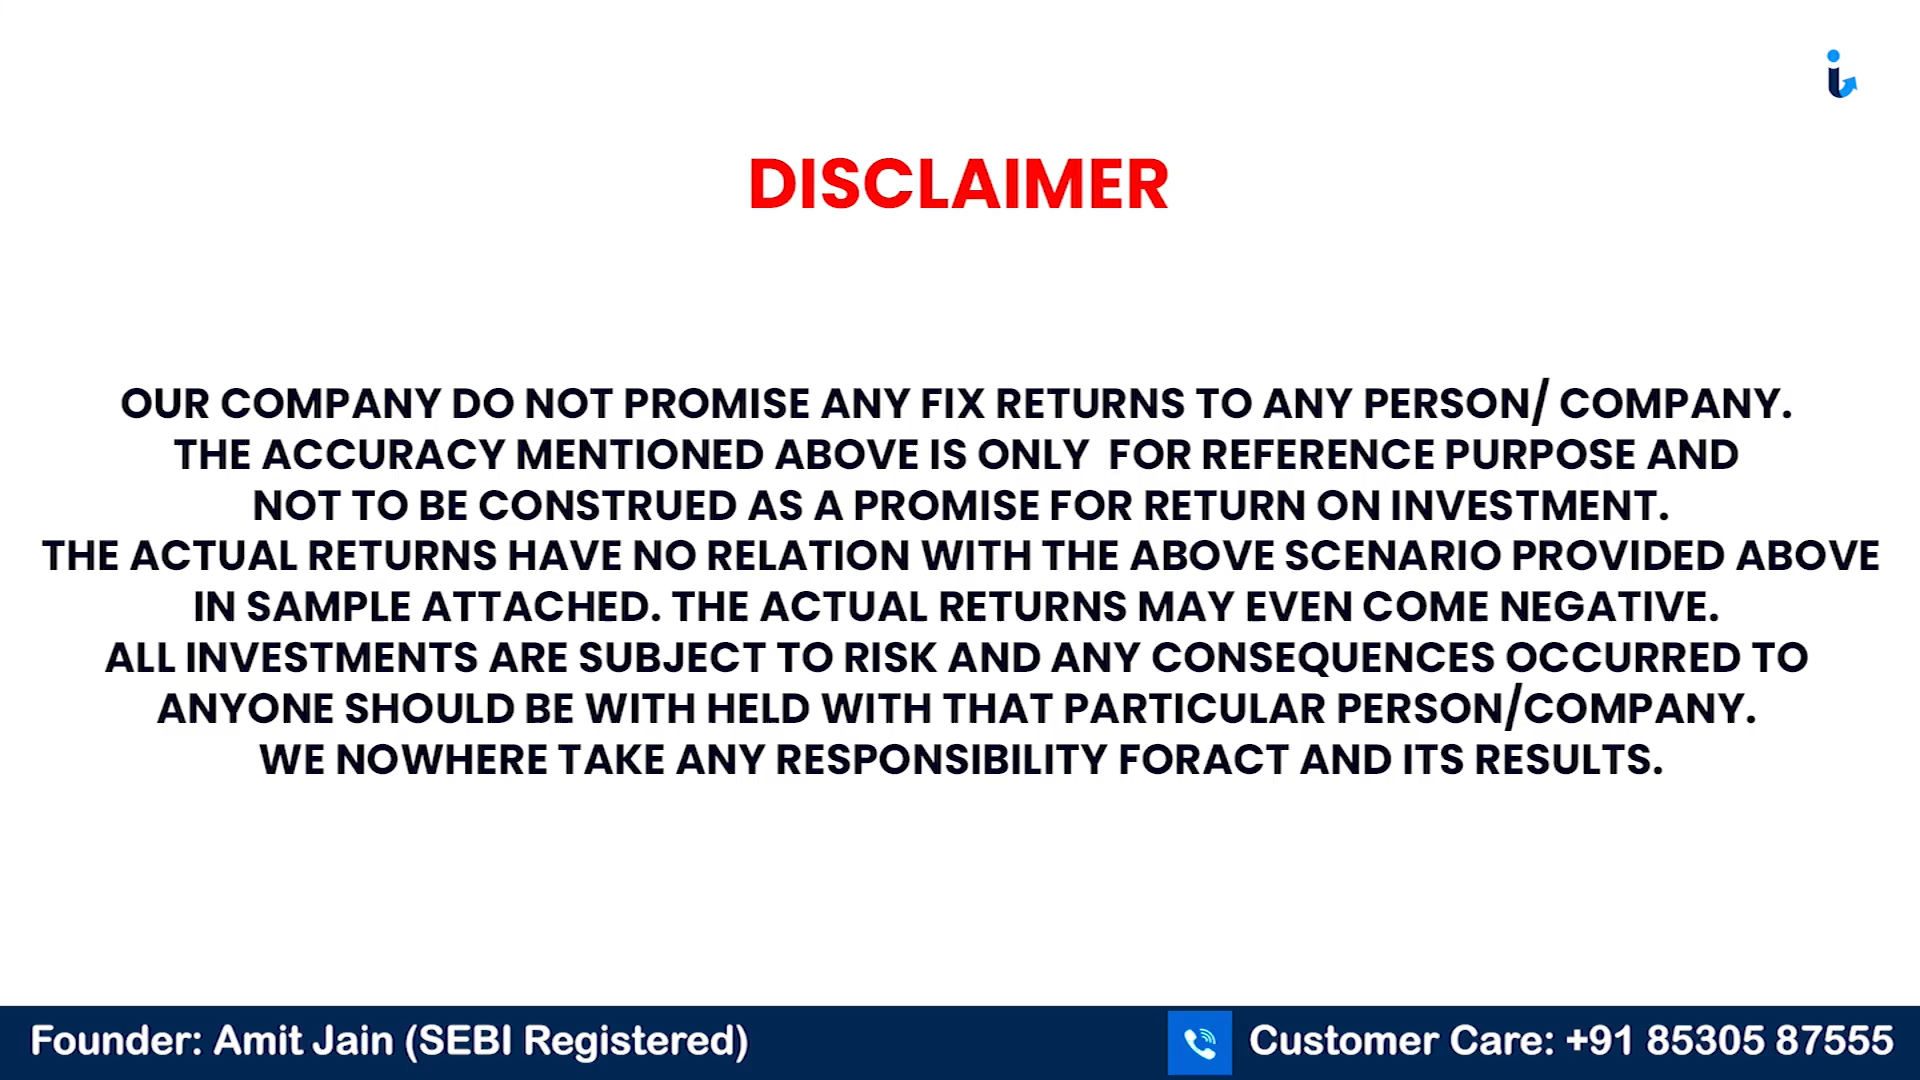 DISCLAIMER
OUR COMPANY DO NOT PROMISE ANY FIX RETURNS TO ANY PERSON/ COMPANY.
THE ACCURACY MENTIONED ABOVE IS ONLY  FOR REFERENCE PURPOSE AND
NOT TO BE CONSTRUED AS A PROMISE FOR RETURN ON INVESTMENT.
THE ACTUAL RETURNS HAVE NO RELATION WITH THE ABOVE SCENARIO PROVIDED ABOVE
IN SAMPLE ATTACHED. THE ACTUAL RETURNS MAY EVEN COME NEGATIVE.
ALL INVESTMENTS ARE SUBJECT TO RISK AND ANY CONSEQUENCES OCCURRED TO
ANYONE SHOULD BE WITH HELD WITH THAT PARTICULAR PERSON/COMPANY.
WE NOWHERE TAKE ANY RESPONSIBILITY FORACT AND ITS RESULTS.
Founder: Amit Jain (SEBI Registered)
Customer Care: +91 85305 87555